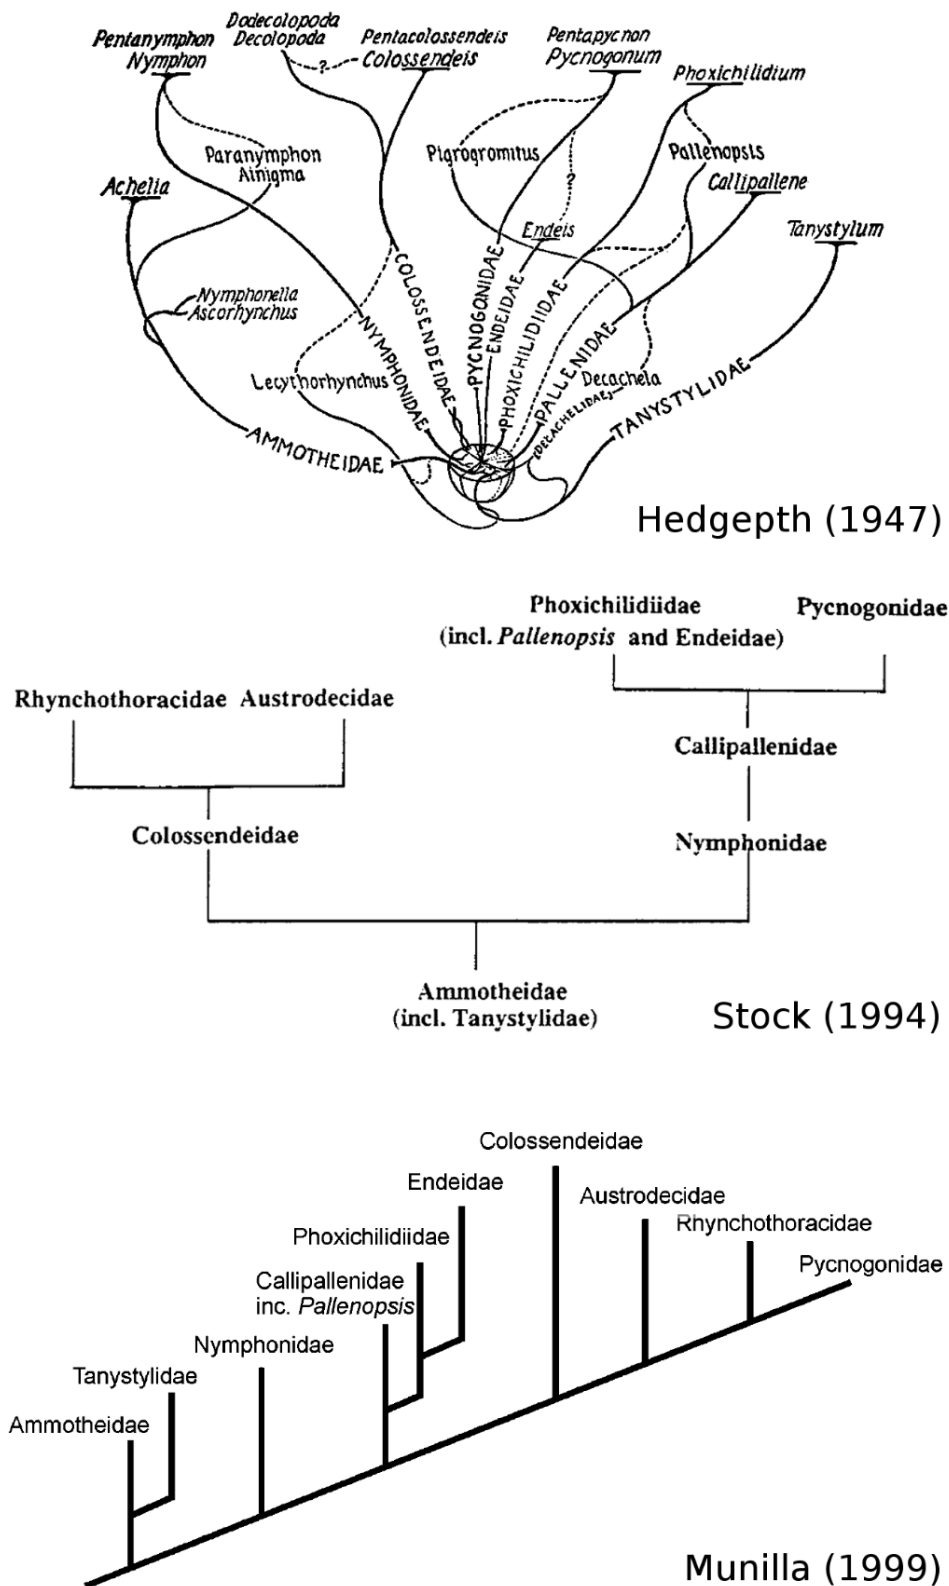 Dodecolopoda
Decolopoda
Pentanymphon
Nymphon
Pentacolossendeis
Colossendeis
Pentapycnon
Pycnogonum
Phoxichilidium
?
Paranymphon
Ainigma
Pigrogromitus
Pallenopsis
Achelia
Callipallene
?
Endeis
Tanystylum
Nymphonella
Ascorhynchus
Lecythorhynchus
Decachela
AMMOTHEIDAE
NYMPHONIDAE
COLOSSENDEIDAE
PYCNOGONIDAE
ENDEIDAE
PHOXICHILIDIIDAE
PALLENIDAE
(DECACHELIDAE)
TANYSTYLIDAE
Hedgepth (1947)
Phoxichilidiidae
(incl. Pallenopsis and Endeidae)
Pycnogonidae
Rhynchothoracidae Austrodecidae
Callipallenidae
Colossendeidae
Nymphonidae
Ammotheidae
(incl. Tanystylidae)
Stock (1994)
Colossendeidae
Endeidae
Austrodecidae
Rhynchothoracidae
Phoxichilidiidae
Pycnogonidae
Callipallenidae
inc. Pallenopsis
Nymphonidae
Tanystylidae
Ammotheidae
Munilla (1999)